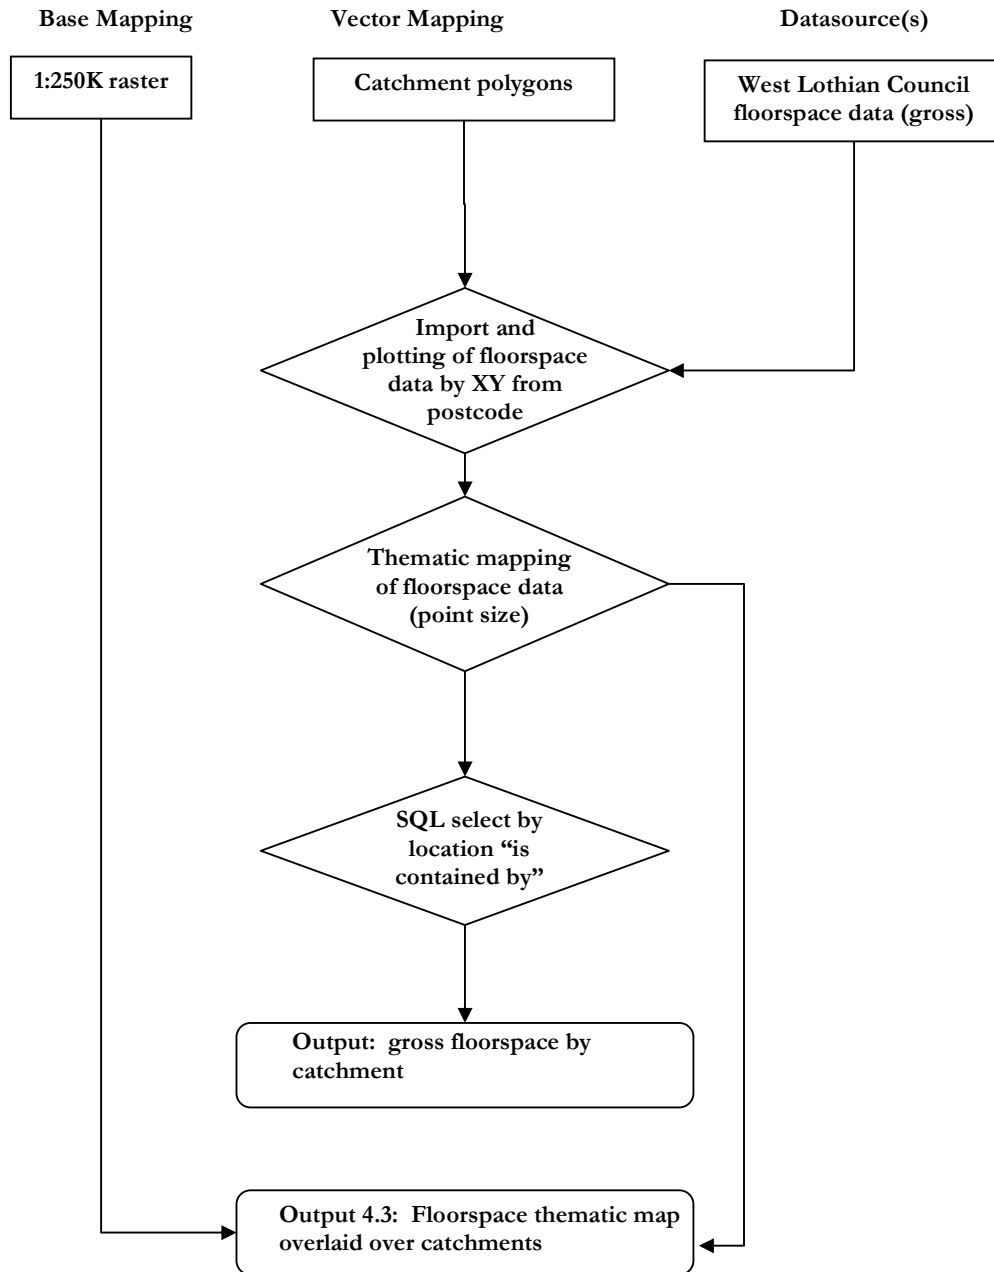 Base Mapping
Vector Mapping
Datasource(s)
1:250K raster
Catchment polygons
West Lothian Council
floorspace data (gross)
Import and
plotting of floorspace
data by XY from
postcode
Thematic mapping
of floorspace data
(point size)
SQL select by
location “is
contained by”
Output:  gross floorspace by
catchment
Output 4.3:  Floorspace thematic map
overlaid over catchments